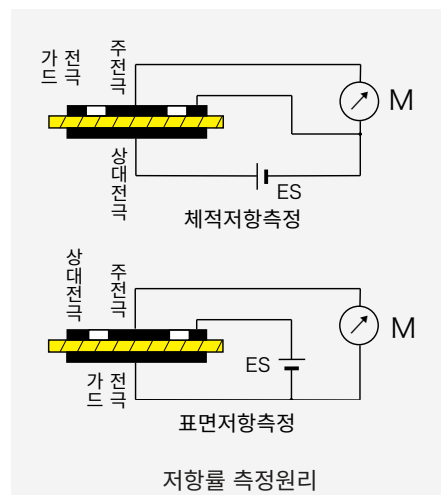 가드 전극
주전극
M
상대전극
ES
체적저항측정
상대전극
주전극
M
ES
가드 전극
표면저항측정
저항률 측정원리